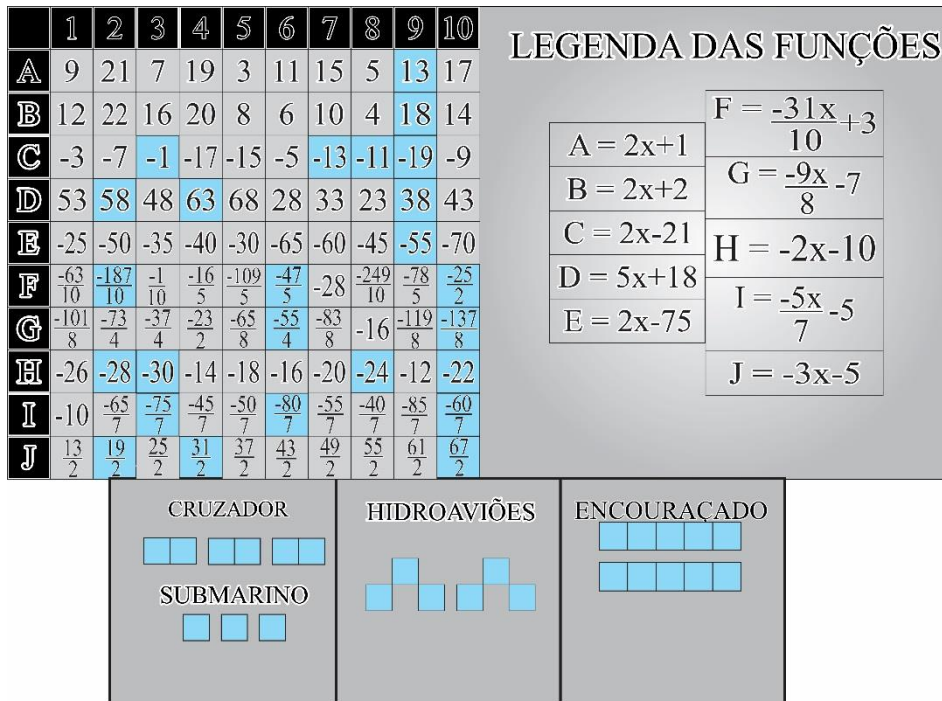 1 2 3 4 5 6 7 8 9 10
A 9 21 7 19 3 11 15 5 13 17
B 12 22 16 20 8 6 10 4 18 14
C -3 -7 -1 -17 -15 -5 -13 -11 -19 -9
D 53 58 48 63 68 28 33 23 38 43
E -25 -50 -35 -40 -30 -65 -60 -45 -55 -70
F -63/10 -187/10 -1/10 -16/5 -109/5 -47/5 -28 -249/10 -78/5 -25/2
G -101/8 -73/4 -37/4 -23/2 -65/8 -55/4 -83/8 -16 -119/8 -137/8
H -26 -28 -30 -14 -18 -16 -20 -24 -12 -22
I -10 -65/7 -75/7 -45/7 -50/7 -80/7 -55/7 -40/7 -85/7 -60/7
J 13/2 19/2 25/2 31/2 37/2 43/2 49/2 55/2 61/2 67/2
LEGENDA DAS FUNÇÕES
A = 2x+1
B = 2x+2
C = 2x-21
D = 5x+18
E = 2x-75
F = -31x/10 +3
G = -9x/8 -7
H = -2x-10
I = -5x/7 -5
J = -3x-5
CRUZADOR
SUBMARINO
HIDROAVIÕES
ENCOURAÇADO